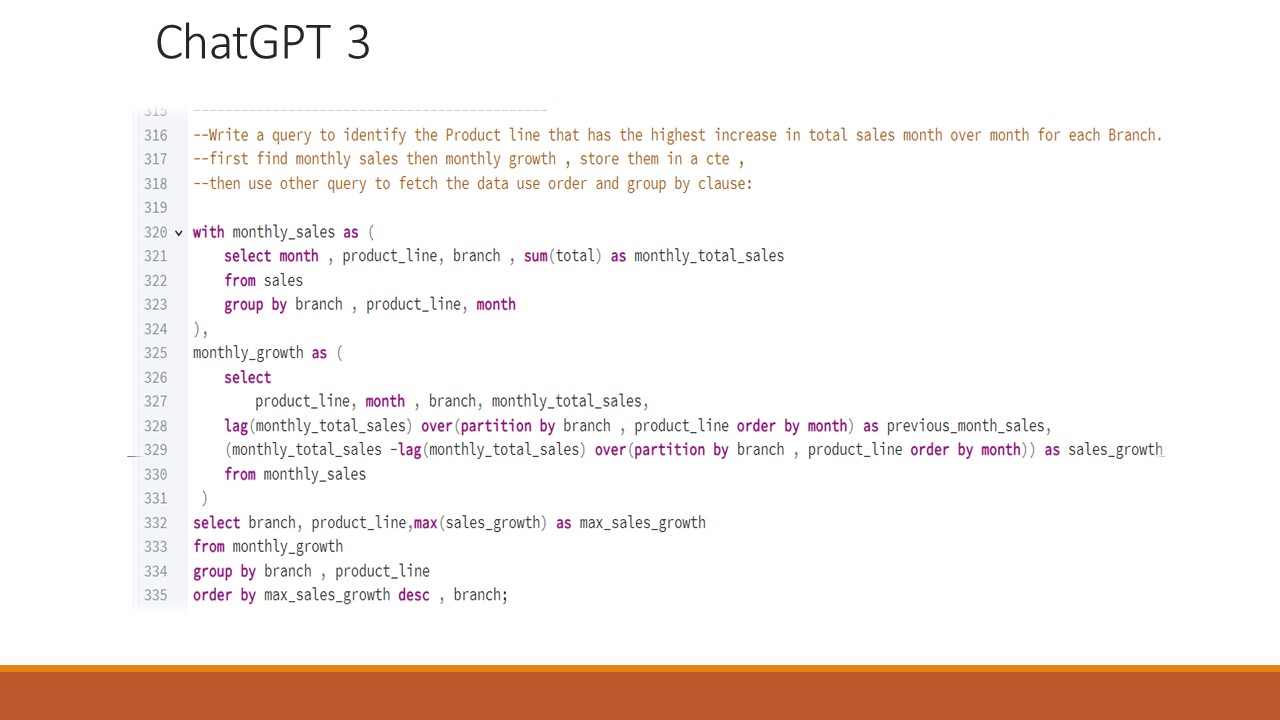 ChatGPT 3
315 ---------------------------------------------
316 --Write a query to identify the Product line that has the highest increase in total sales month over month for each Branch.
317 --first find monthly sales then monthly growth , store them in a cte ,
318 --then use other query to fetch the data use order and group by clause:
319
320 with monthly_sales as (
321 select month , product_line, branch , sum(total) as monthly_total_sales
322 from sales
323 group by branch , product_line, month
324 ),
325 monthly_growth as (
326 select
327 product_line, month , branch, monthly_total_sales,
328 lag(monthly_total_sales) over(partition by branch , product_line order by month) as previous_month_sales,
329 (monthly_total_sales -lag(monthly_total_sales) over(partition by branch , product_line order by month)) as sales_growth
330 from monthly_sales
331 )
332 select branch, product_line,max(sales_growth) as max_sales_growth
333 from monthly_growth
334 group by branch , product_line
335 order by max_sales_growth desc , branch;